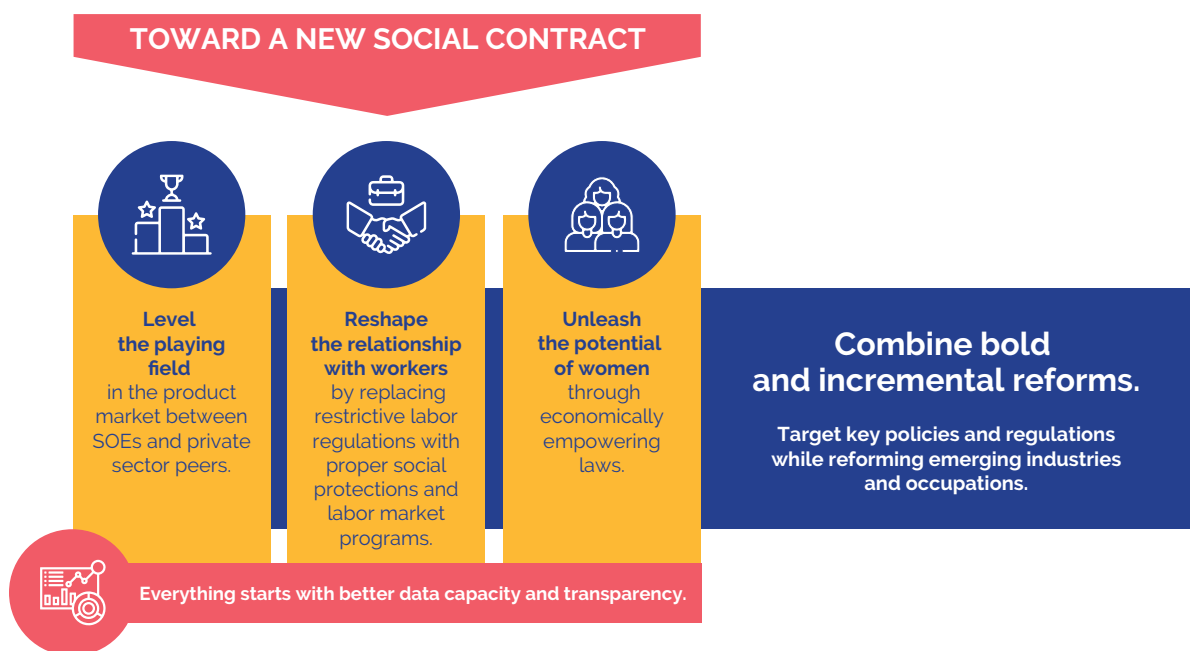 TOWARD A NEW SOCIAL CONTRACT
Level
the playing
field
in the product
market between
SOEs and private
sector peers.
Reshape
the relationship
with workers
by replacing
restrictive labor
regulations with
proper social
protections and
labor market
programs.
Unleash
the potential
of women
through
economically
empowering
laws.
Combine bold
and incremental reforms.
Target key policies and regulations
while reforming emerging industries
and occupations.
Everything starts with better data capacity and transparency.